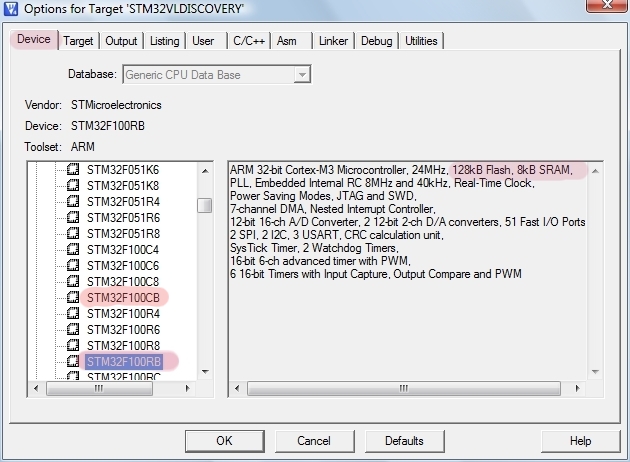 Options for Target 'STM32VLDISCOVERY'
Device Target Output Listing User C/C++ Asm Linker Debug Utilities
Database: Generic CPU Data Base
Vendor: STMicroelectronics
Device: STM32F100RB
Toolset: ARM
STM32F051K6
STM32F051K8
STM32F051R4
STM32F051R6
STM32F051R8
STM32F100C4
STM32F100C6
STM32F100C8
STM32F100CB
STM32F100R4
STM32F100R6
STM32F100R8
STM32F100RB
STM32F100RC
ARM 32-bit Cortex-M3 Microcontroller, 24MHz, 128kB Flash, 8kB SRAM,
PLL, Embedded Internal RC 8MHz and 40kHz, Real-Time Clock,
Power Saving Modes, JTAG and SWD,
7-channel DMA, Nested Interrupt Controller,
12-bit 16-ch A/D Converter, 2 12-bit 2-ch D/A converters, 51 Fast I/O Ports
2 SPI, 2 I2C, 3 USART, CRC calculation unit,
SysTick Timer, 2 Watchdog Timers,
16-bit 6-ch advanced timer with PWM,
6 16-bit Timers with Input Capture, Output Compare and PWM
OK Cancel Defaults Help